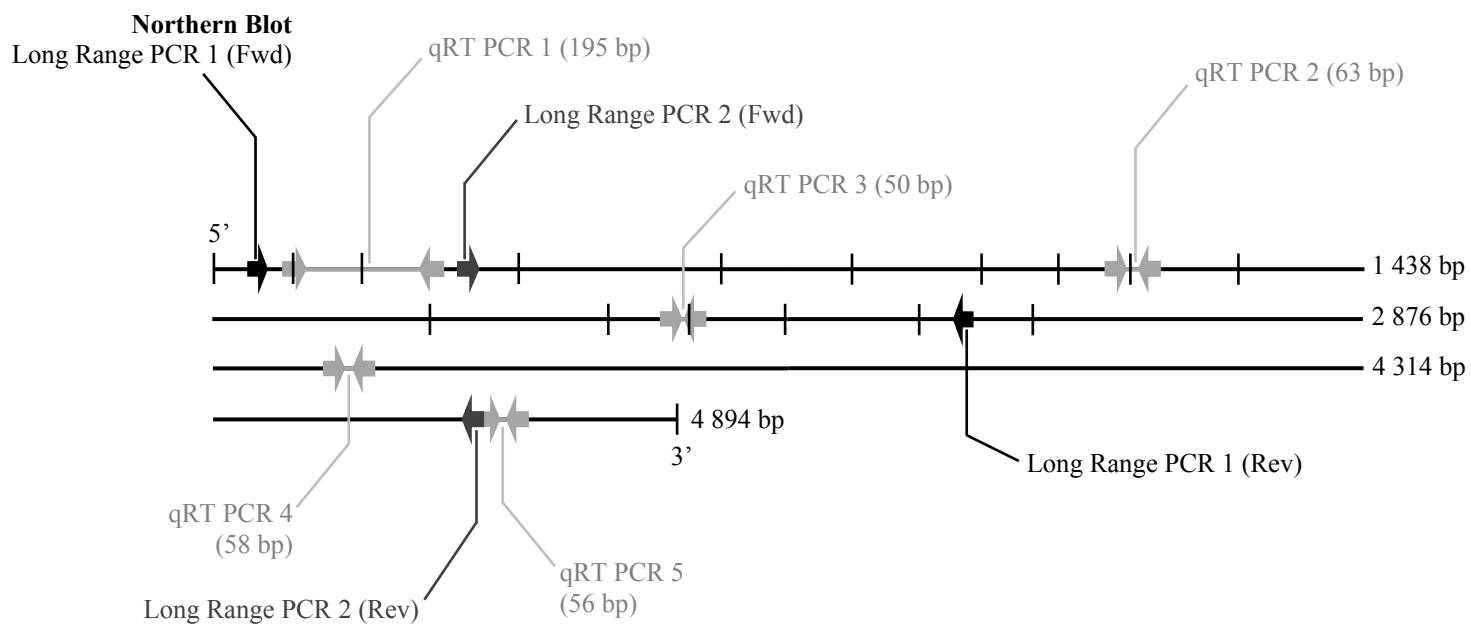 Northern Blot
Long Range PCR 1 (Fwd)
qRT PCR 1 (195 bp)
qRT PCR 2 (63 bp)
Long Range PCR 2 (Fwd)
qRT PCR 3 (50 bp)
5’
1 438 bp
2 876 bp
4 314 bp
4 894 bp
3’
Long Range PCR 1 (Rev)
qRT PCR 4
(58 bp)
qRT PCR 5
(56 bp)
Long Range PCR 2 (Rev)